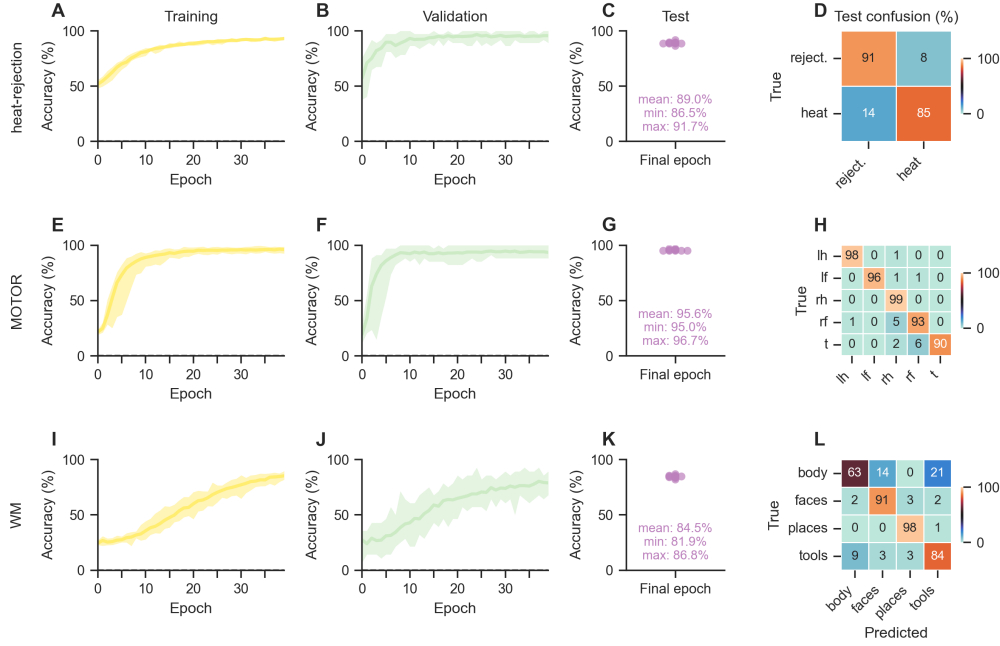 A Training B Validation C Test D Test confusion (%)
heat-rejection
Accuracy (%)
100
50
0
0 10 20 30
Epoch
Accuracy (%)
100
50
0
0 10 20 30
Epoch
Accuracy (%)
100
50
0
mean: 89.0%
min: 86.5%
max: 91.7%
Final epoch
True
reject. 91 8
heat 14 85
reject. heat
100
0
E F G H
MOTOR
Accuracy (%)
100
50
0
0 10 20 30
Epoch
Accuracy (%)
100
50
0
0 10 20 30
Epoch
Accuracy (%)
100
50
0
mean: 95.6%
min: 95.0%
max: 96.7%
Final epoch
True
lh 98 0 1 0 0
lf 0 96 1 1 0
rh 0 0 99 0 0
rf 1 0 5 93 0
t 0 0 2 6 90
lh lf rh rf t
100
0
I J K L
WM
Accuracy (%)
100
50
0
0 10 20 30
Epoch
Accuracy (%)
100
50
0
0 10 20 30
Epoch
Accuracy (%)
100
50
0
mean: 84.5%
min: 81.9%
max: 86.8%
Final epoch
True
body 63 14 0 21
faces 2 91 3 2
places 0 0 98 1
tools 9 3 3 84
body faces places tools
Predicted
100
0